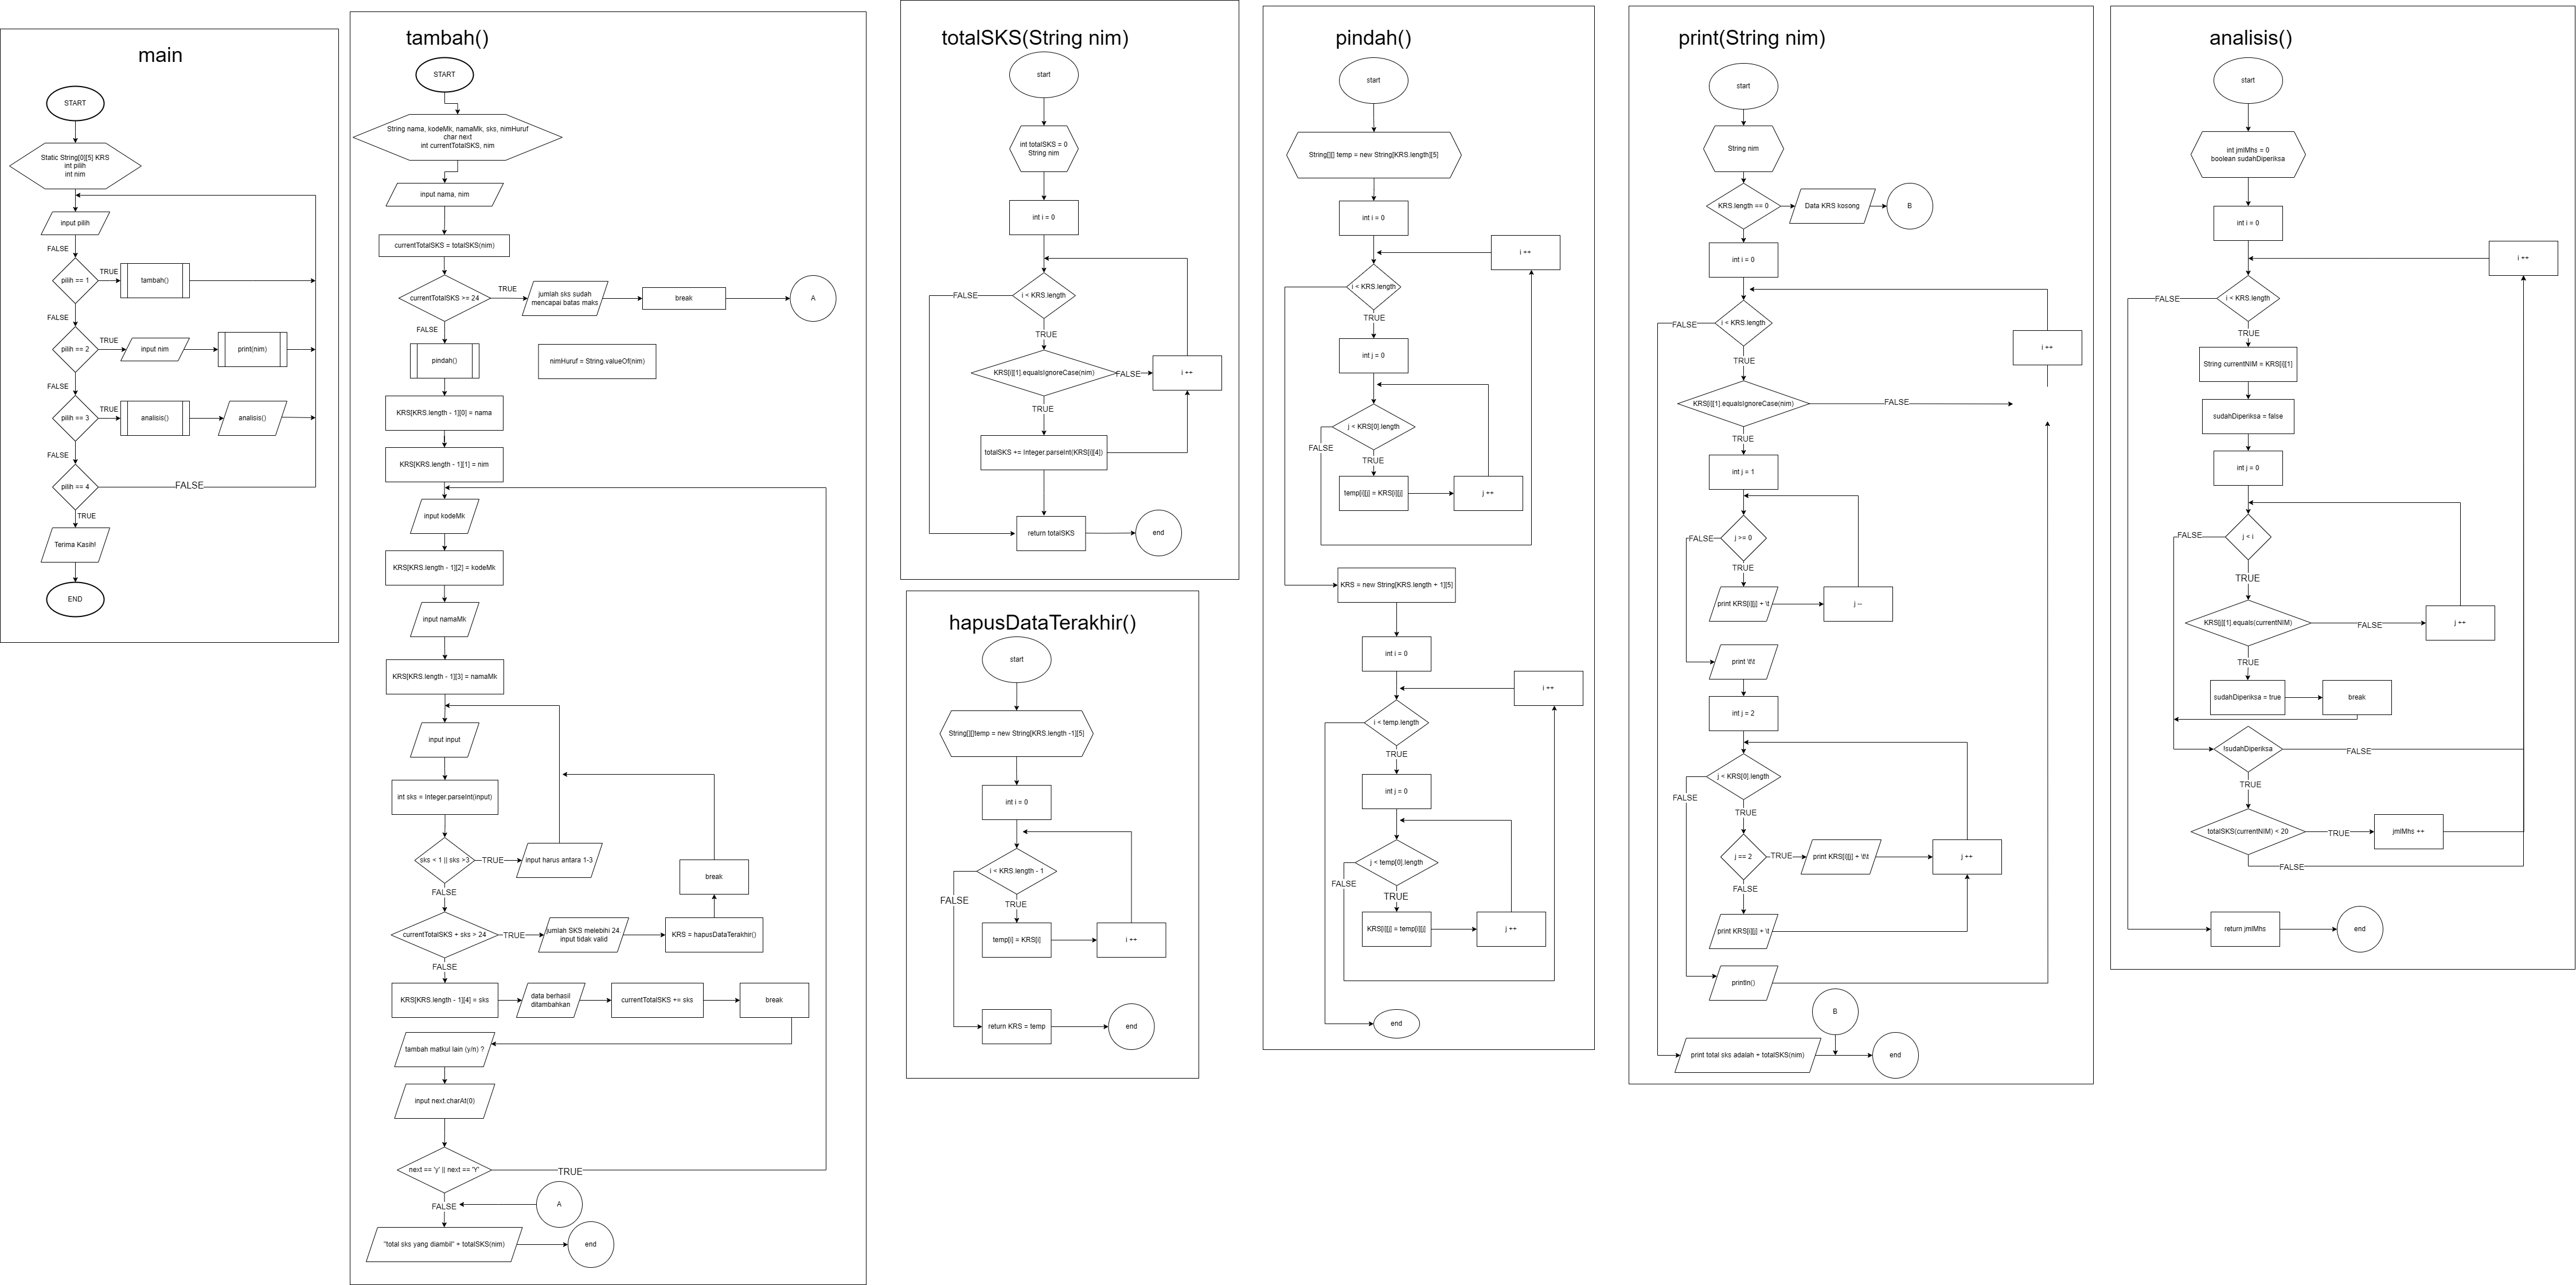 main
START
Static String[0][5] KRS
int pilih
int nim
input pilih
FALSE
pilih == 1
TRUE
tambah()
FALSE
pilih == 2
TRUE
input nim
print(nim)
FALSE
pilih == 3
TRUE
analisis()
analisis()
FALSE
pilih == 4
FALSE
TRUE
Terima Kasih!
END
tambah()
START
String nama, kodeMk, namaMk, sks, nimHuruf
char next
int currentTotalSKS, nim
input nama, nim
currentTotalSKS = totalSKS(nim)
currentTotalSKS >= 24
TRUE
jumlah sks sudah
mencapai batas maks
break
A
FALSE
pindah()
nimHuruf = String.valueOf(nim)
KRS[KRS.length - 1][0] = nama
KRS[KRS.length - 1][1] = nim
input kodeMk
KRS[KRS.length - 1][2] = kodeMk
input namaMk
KRS[KRS.length - 1][3] = namaMk
input input
int sks = Integer.parseInt(input)
sks < 1 || sks >3
TRUE
input harus antara 1-3
break
FALSE
currentTotalSKS + sks > 24
TRUE
jumlah SKS melebihi 24.
input tidak valid
KRS = hapusDataTerakhir()
FALSE
KRS[KRS.length - 1][4] = sks
data berhasil
ditambahkan
currentTotalSKS += sks
break
tambah matkul lain (y/n) ?
input next.charAt(0)
next == 'y' || next == 'Y'
TRUE
FALSE
A
"total sks yang diambil" + totalSKS(nim)
end
totalSKS(String nim)
start
int totalSKS = 0
String nim
int i = 0
i < KRS.length
FALSE
TRUE
KRS[i][1].equalsIgnoreCase(nim)
FALSE
i ++
TRUE
totalSKS += Integer.parseInt(KRS[i][4])
return totalSKS
end
hapusDataTerakhir()
start
String[][]temp = new String[KRS.length -1][5]
int i = 0
i < KRS.length - 1
FALSE
TRUE
temp[i] = KRS[i]
i ++
return KRS = temp
end
pindah()
start
String[][] temp = new String[KRS.length][5]
int i = 0
i ++
i < KRS.length
TRUE
int j = 0
j < KRS[0].length
FALSE
TRUE
temp[i][j] = KRS[i][j]
j ++
KRS = new String[KRS.length + 1][5]
int i = 0
i ++
i < temp.length
TRUE
int j = 0
j < temp[0].length
FALSE
TRUE
KRS[i][j] = temp[i][j]
j ++
end
print(String nim)
start
String nim
KRS.length == 0
Data KRS kosong
B
int i = 0
i < KRS.length
FALSE
i ++
TRUE
KRS[i][1].equalsIgnoreCase(nim)
FALSE
TRUE
int j = 1
j >= 0
FALSE
TRUE
print KRS[i][j] + \t
j --
print \t\t
int j = 2
j < KRS[0].length
FALSE
TRUE
j == 2
TRUE
print KRS[i][j] + \t\t
j ++
FALSE
print KRS[i][j] + \t
println()
B
print total sks adalah + totalSKS(nim)
end
analisis()
start
int jmlMhs = 0
boolean sudahDiperiksa
int i = 0
i ++
i < KRS.length
FALSE
TRUE
String currentNIM = KRS[i][1]
sudahDiperiksa = false
int j = 0
j < i
FALSE
TRUE
KRS[j][1].equals(currentNIM)
FALSE
j ++
TRUE
sudahDiperiksa = true
break
!sudahDiperiksa
FALSE
TRUE
totalSKS(currentNIM) < 20
TRUE
jmlMhs ++
FALSE
return jmlMhs
end